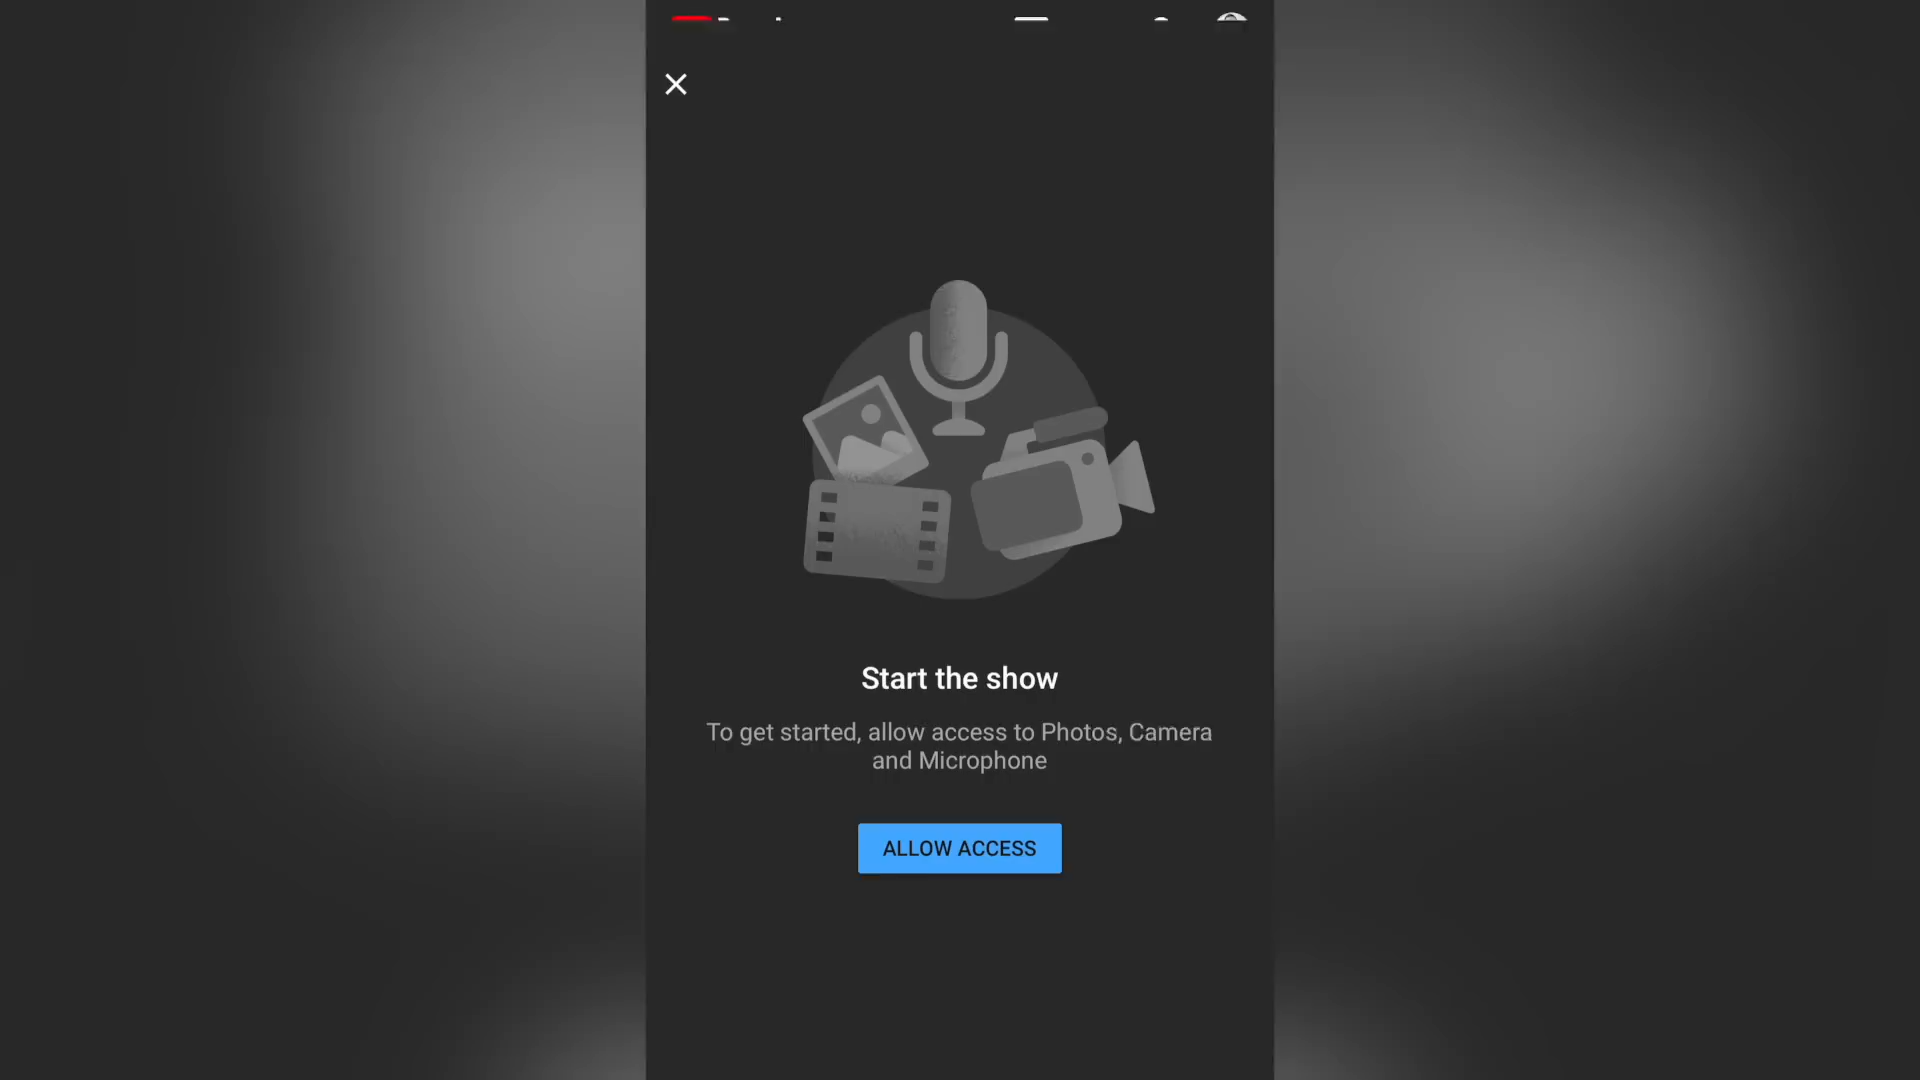 Start the show
To get started, allow access to Photos, Camera
and Microphone
ALLOW ACCESS